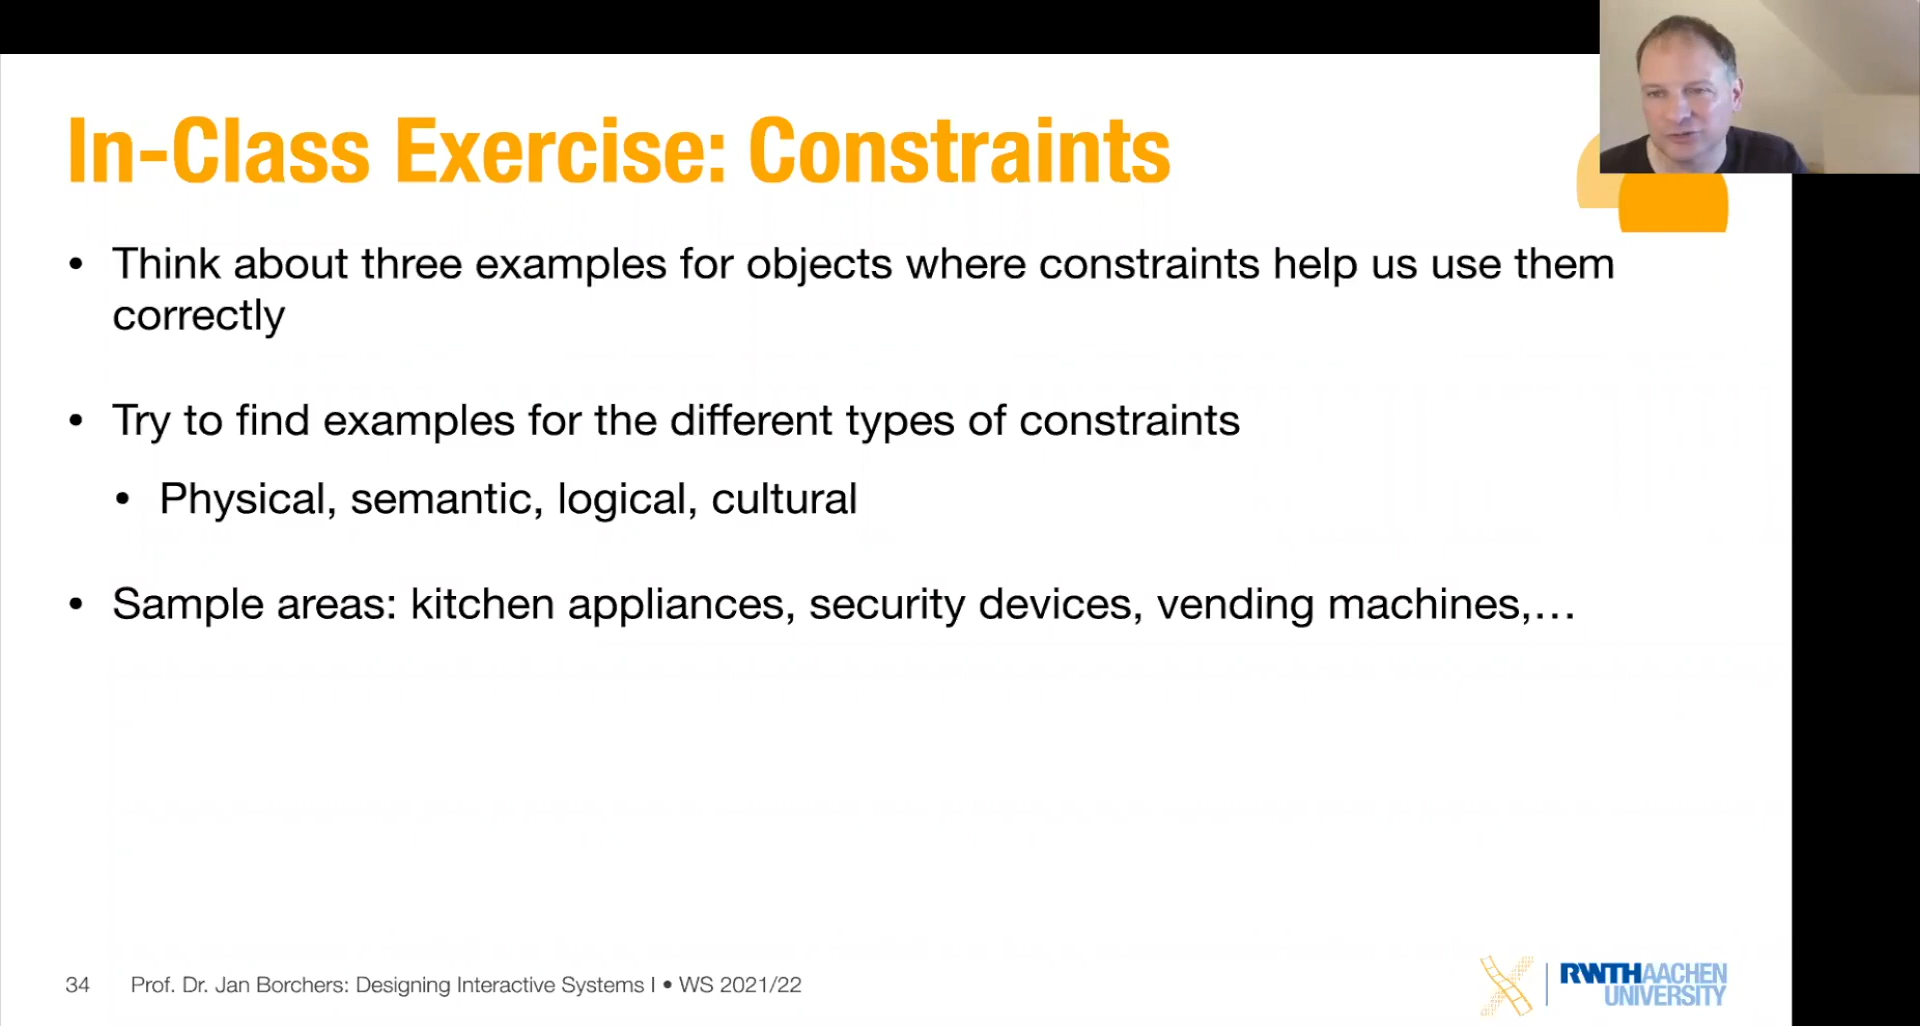 In-Class Exercise: Constraints
• Think about three examples for objects where constraints help us use them
correctly
• Try to find examples for the different types of constraints
• Physical, semantic, logical, cultural
• Sample areas: kitchen appliances, security devices, vending machines,…
34 Prof. Dr. Jan Borchers: Designing Interactive Systems I • WS 2021/22
RWTHAACHEN
UNIVERSITY